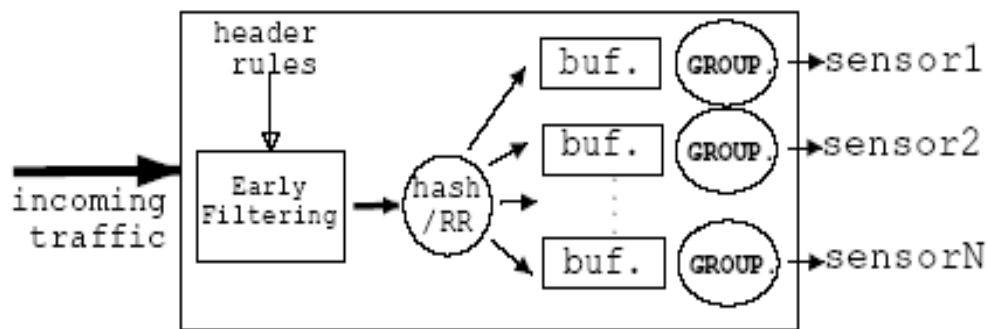 header
rules
incoming
traffic
Early
Filtering
hash
/RR
buf.
GROUP.
sensor1
buf.
GROUP.
sensor2
buf.
GROUP.
sensorN